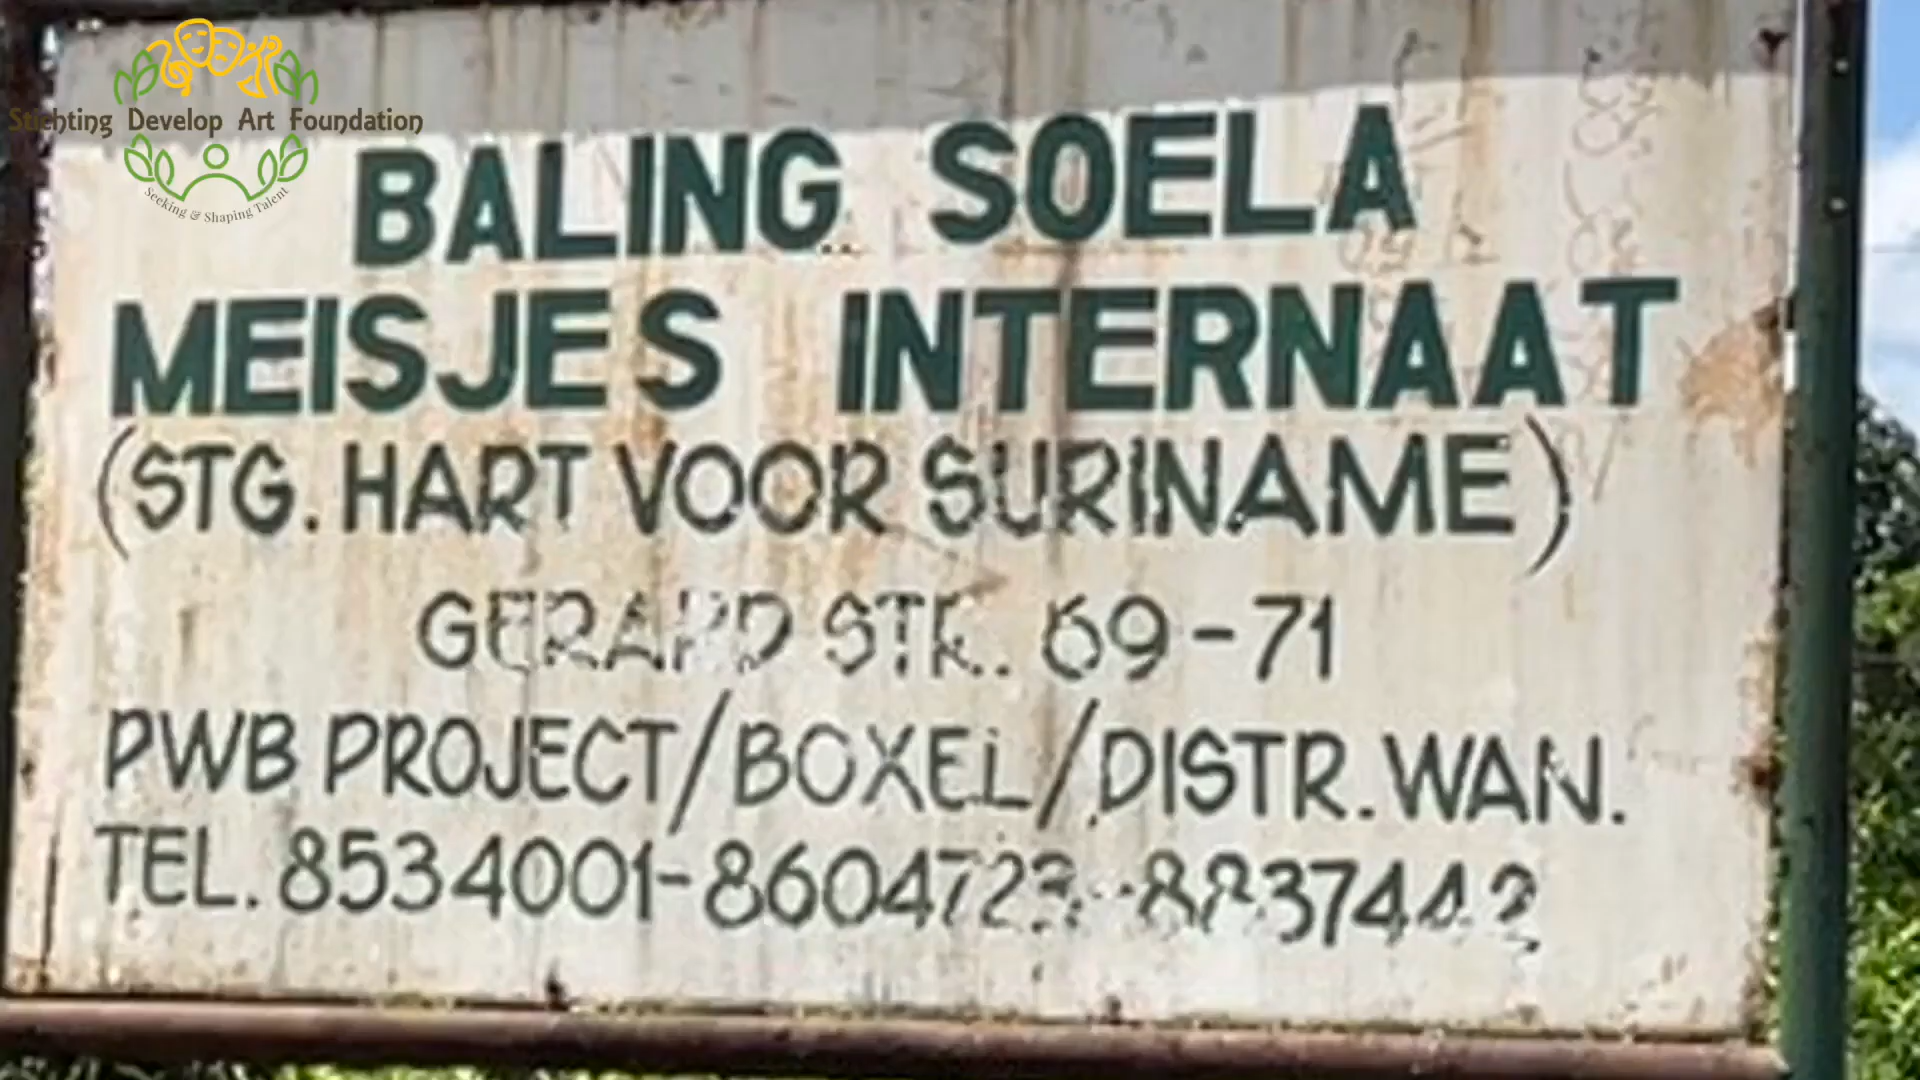 Stichting Develop Art Foundation
Seeking & Shaping Talent
BALING SOELA
MEISJES INTERNAAT
(STG. HART VOOR SURINAME)
GERARD STR. 69-71
PWB PROJECT/BOXEL/DISTR. WAN.
TEL. 8534001-8604723-8837442